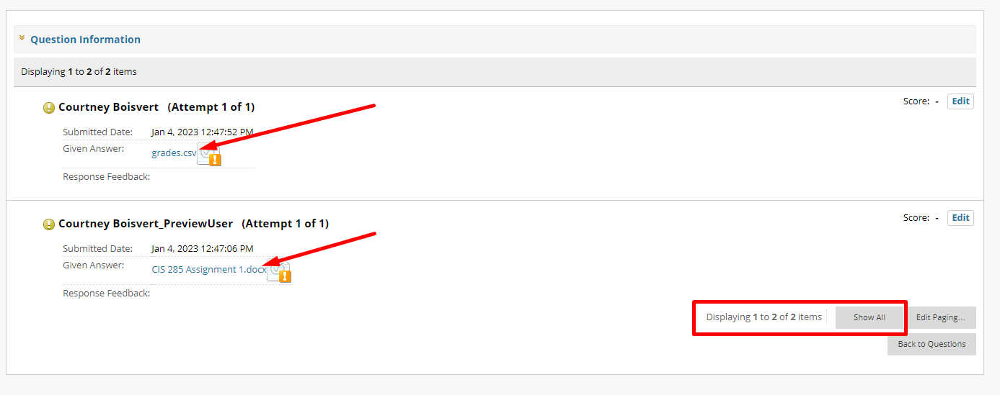 Question Information
Displaying 1 to 2 of 2 items
Courtney Boisvert (Attempt 1 of 1)
Score: - Edit
Submitted Date: Jan 4, 2023 12:47:52 PM
Given Answer: grades.csv
Response Feedback:
Courtney Boisvert_PreviewUser (Attempt 1 of 1)
Score: - Edit
Submitted Date: Jan 4, 2023 12:47:06 PM
Given Answer: CIS 285 Assignment 1.docx
Response Feedback:
Displaying 1 to 2 of 2 items Show All Edit Paging...
Back to Questions